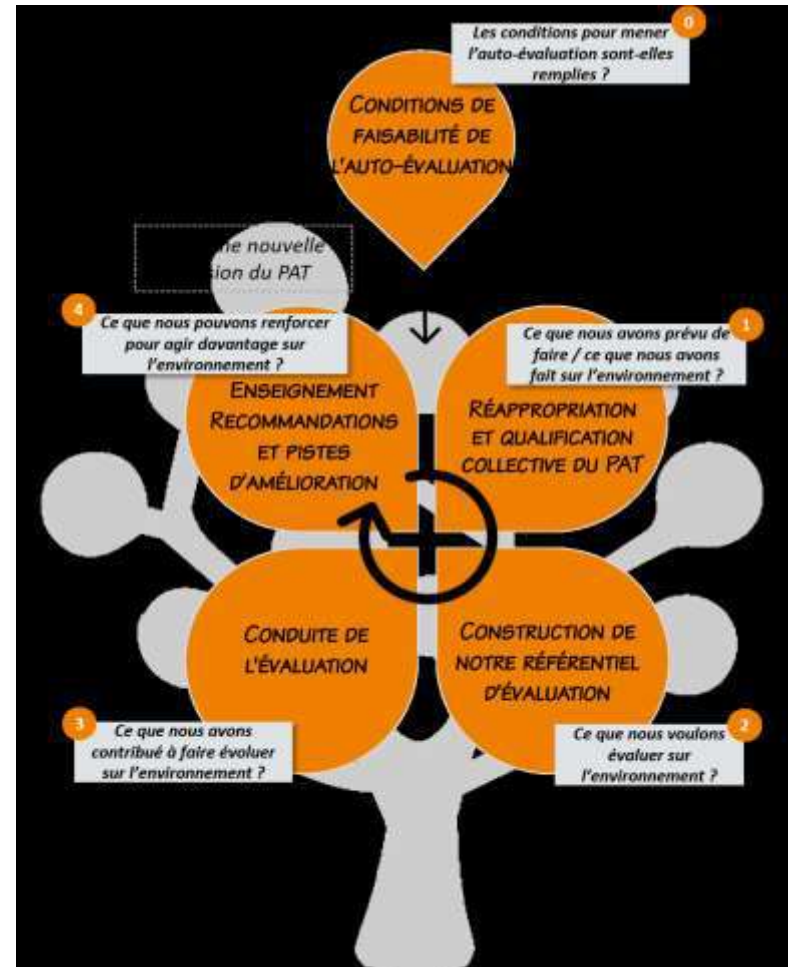 0
Les conditions pour mener
l'auto-évaluation sont-elles
remplies ?
CONDITIONS DE
FAISABILITÉ DE
L'AUTO-ÉVALUATION
nouvelle
du PAT
4
Ce que nous pouvons renforcer
pour agir davantage sur
l'environnement ?
ENSEIGNEMENT
RECOMMANDATIONS
ET PISTES
D'AMÉLIORATION
1
Ce que nous avons prévu de
faire / ce que nous avons
fait sur l'environnement ?
RÉAPPROPRIATION
ET QUALIFICATION
COLLECTIVE DU PAT
CONDUITE DE
L'ÉVALUATION
3
Ce que nous avons
contribué à faire évoluer
sur l'environnement ?
CONSTRUCTION DE
NOTRE RÉFÉRENTIEL
D'ÉVALUATION
2
Ce que nous voulons
évaluer sur
l'environnement ?